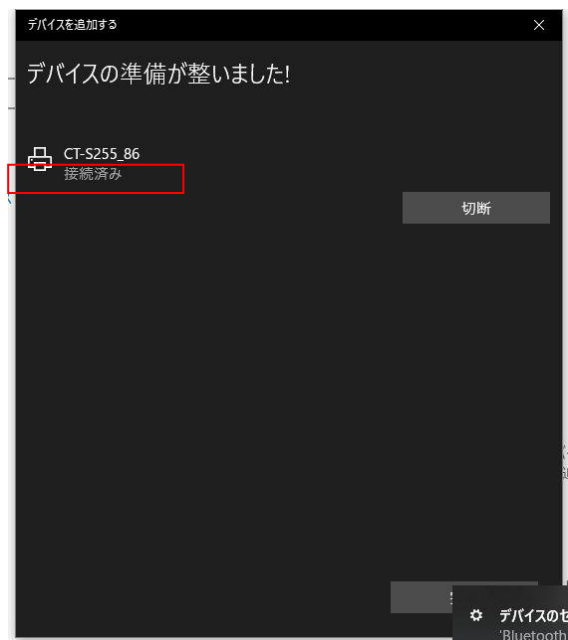 デバイスを追加する
デバイスの準備が整いました!
CT-S255_86
接続済み
切断
デバイスのセ
'Bluetooth